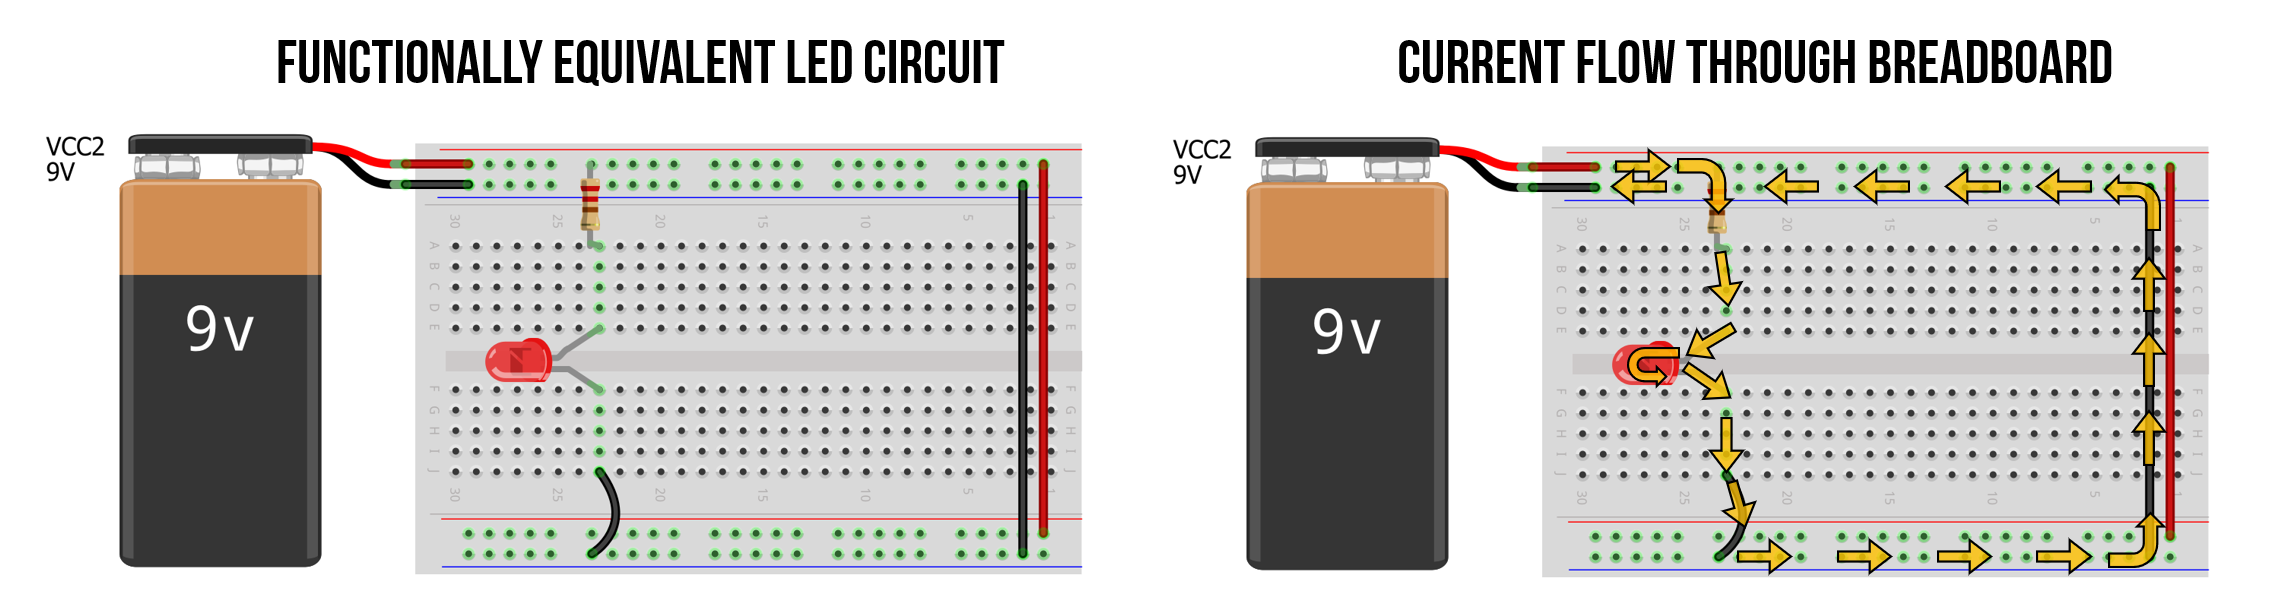 FUNCTIONALLY EQUIVALENT LED CIRCUIT
VCC2
9V
9v
30 25 20 15 10 5 1
A A
B B
C C
D D
E E
F F
G G
H H
I I
J J
30 25 20 15 10 5 1
CURRENT FLOW THROUGH BREADBOARD
VCC2
9V
9v
30 25 20 15 10 5
A A
B B
C C
D D
E E
F F
G G
H H
I I
J J
30 25 20 15 10 5 1